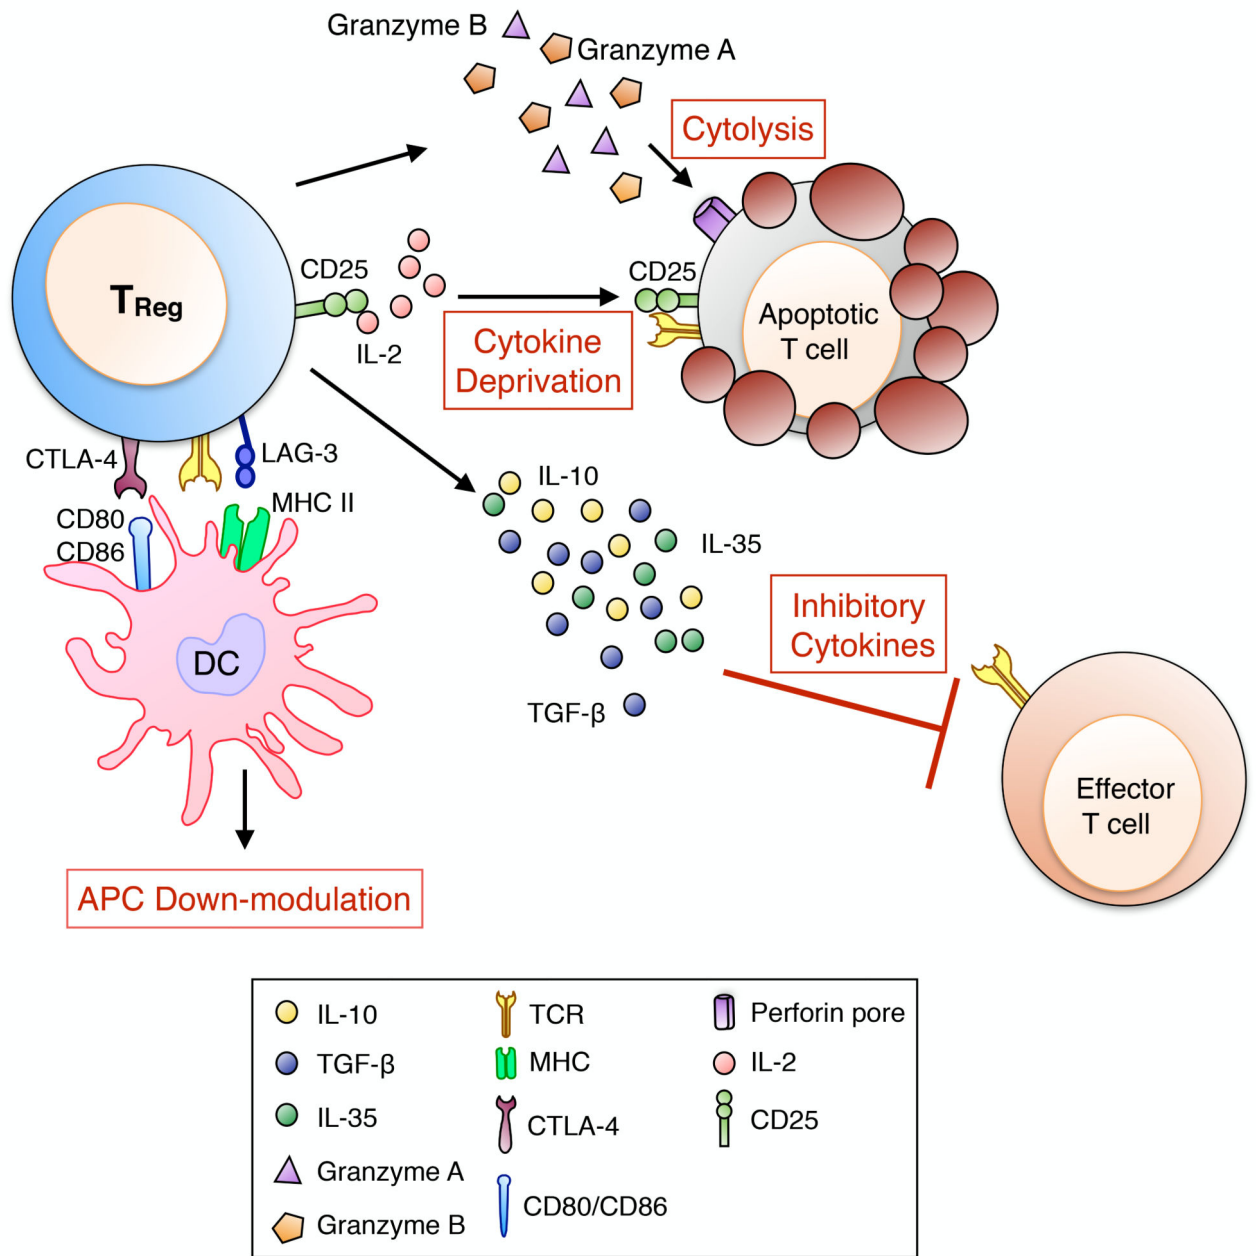 Granzyme B
Granzyme A
Cytolysis
TReg
CD25
IL-2
Cytokine
Deprivation
CD25
Apoptotic
T cell
CTLA-4
LAG-3
MHC II
CD80
CD86
DC
IL-10
IL-35
TGF-β
Inhibitory
Cytokines
Effector
T cell
APC Down-modulation
IL-10
TGF-β
IL-35
Granzyme A
Granzyme B
TCR
MHC
CTLA-4
CD80/CD86
Perforin pore
IL-2
CD25